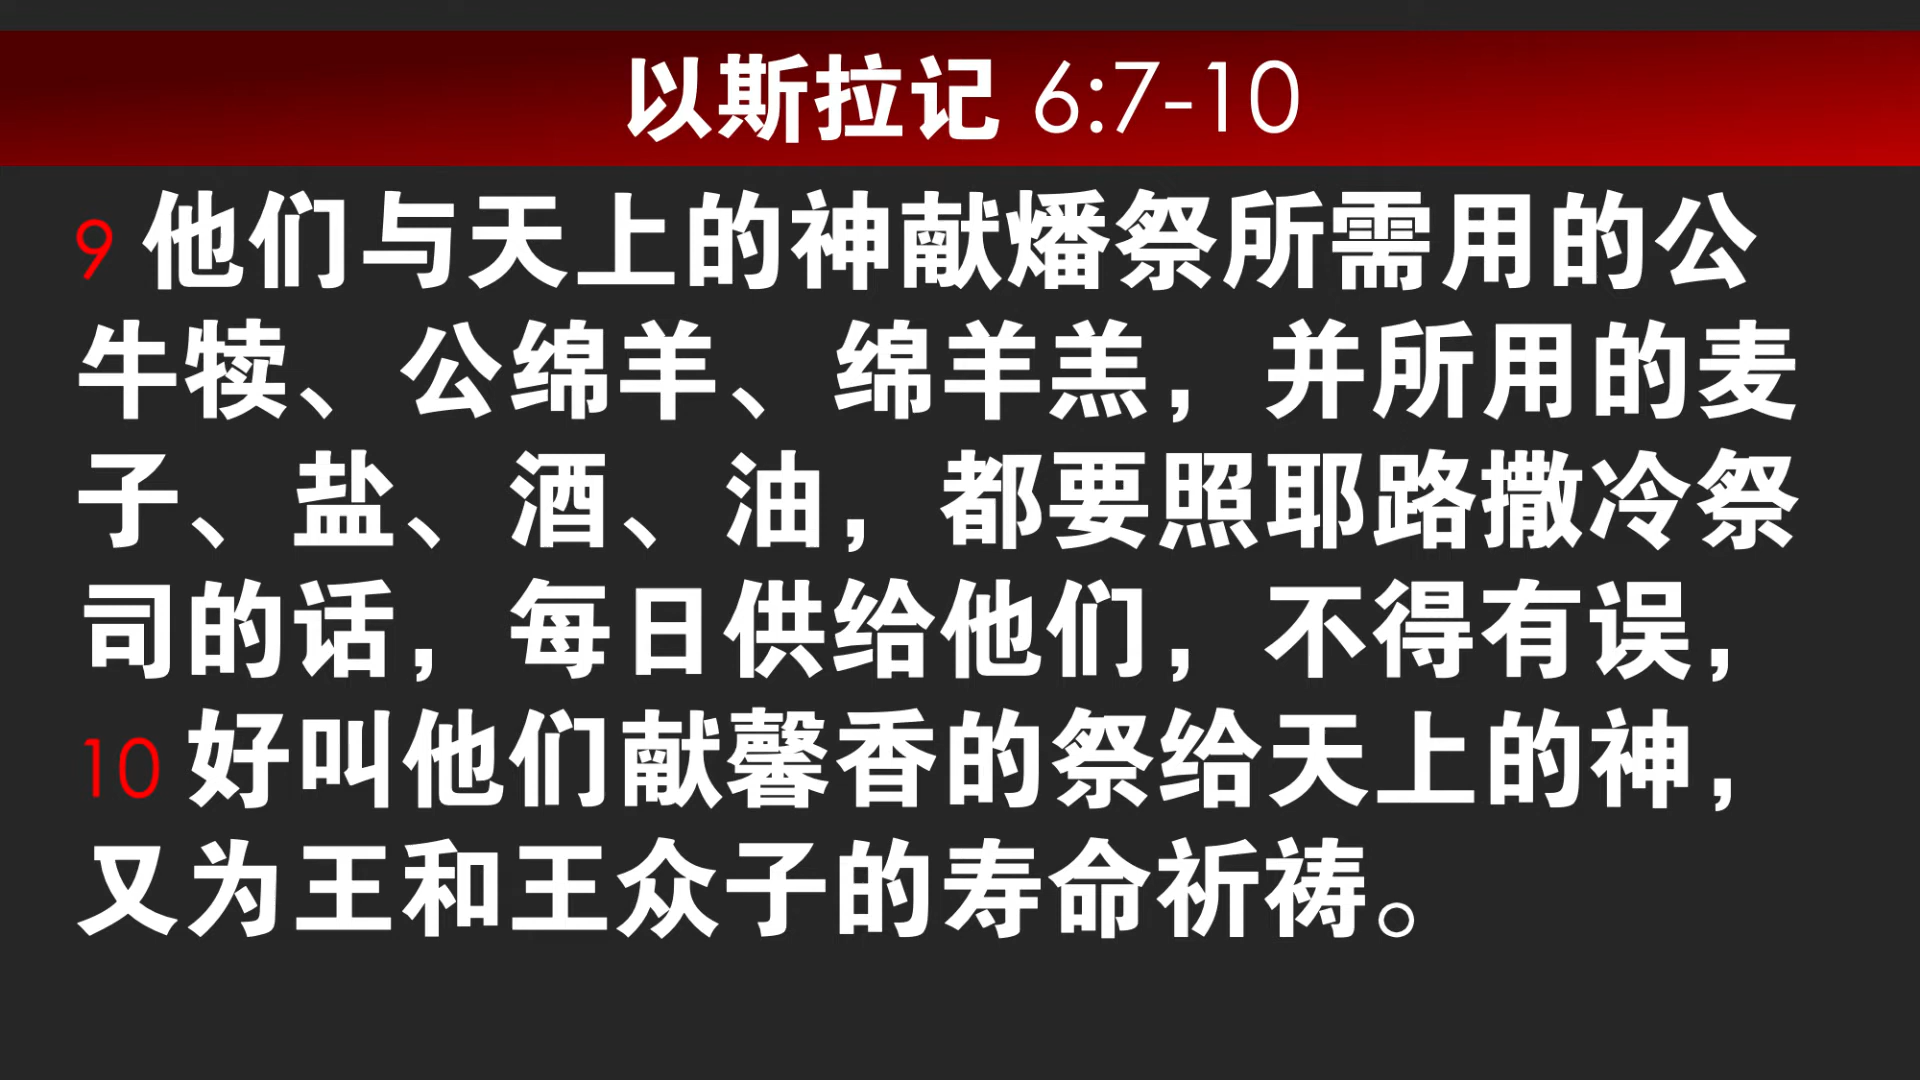 以斯拉记 6:7-10
9 他们与天上的神献燔祭所需用的公
牛犊、公绵羊、绵羊羔，并所用的麦
子、盐、酒、油，都要照耶路撒冷祭
司的话，每日供给他们，不得有误，
10 好叫他们献馨香的祭给天上的神，
又为王和王众子的寿命祈祷。